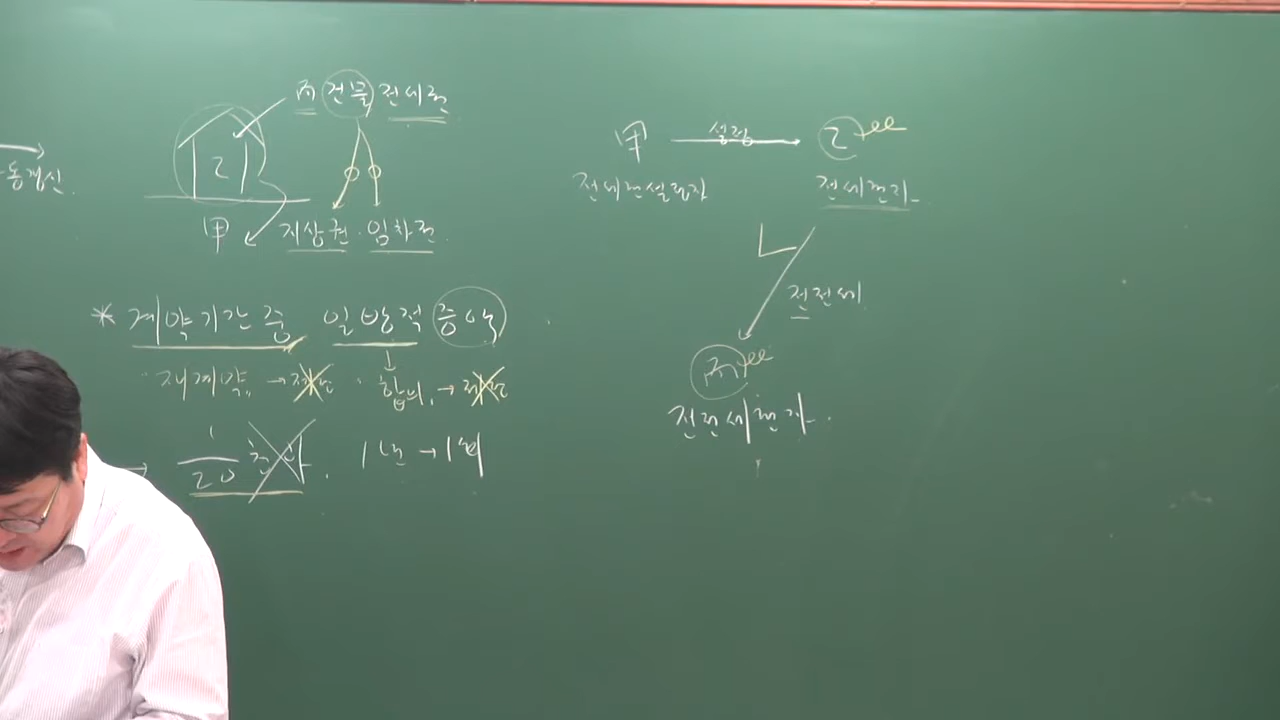 丙 건물 전세권
동갱신.
乙
甲 지상권 · 임차권
* 계약기간 중 일방적 증액
재계약 → 적용 · 합의. → 적용
1/20 초과 . 1년 → 1회
甲 설정 → 乙
전세권설정자 전세권자
전전세
丙
전전세권자